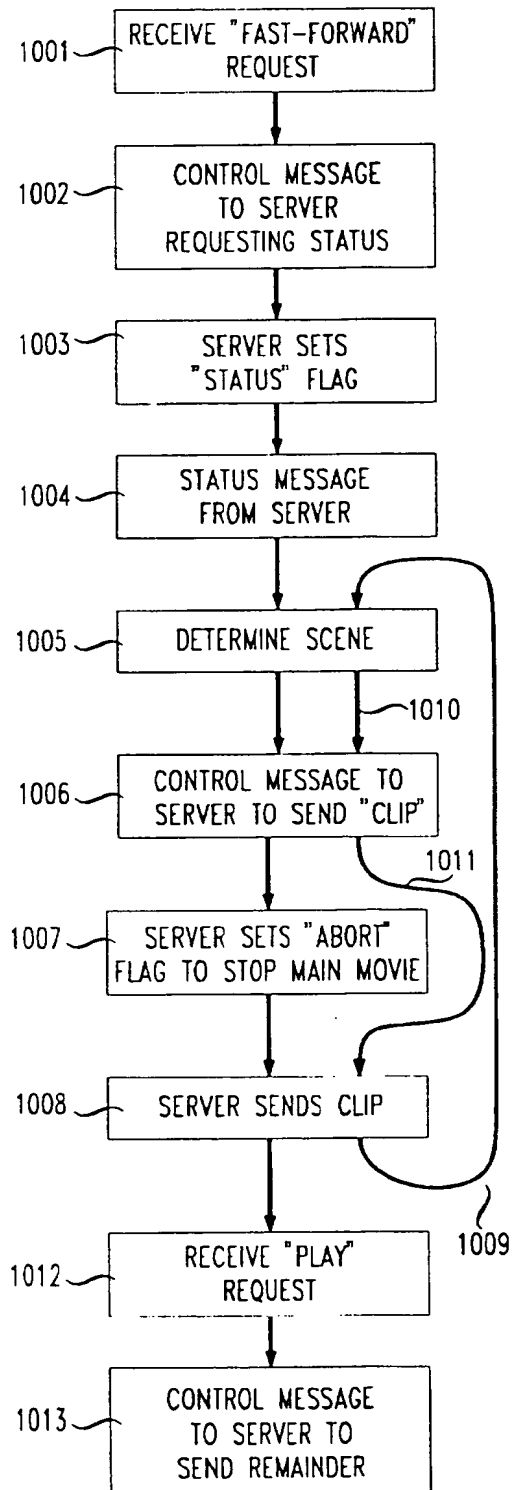 1001
RECEIVE "FAST-FORWARD"
REQUEST
1002
CONTROL MESSAGE
TO SERVER
REQUESTING STATUS
1003
SERVER SETS
"STATUS" FLAG
1004
STATUS MESSAGE
FROM SERVER
1005
DETERMINE SCENE
1010
1006
CONTROL MESSAGE TO
SERVER TO SEND "CLIP"
1011
1007
SERVER SETS "ABORT"
FLAG TO STOP MAIN MOVIE
1008
SERVER SENDS CLIP
1009
1012
RECEIVE "PLAY"
REQUEST
1013
CONTROL MESSAGE
TO SERVER TO
SEND REMAINDER